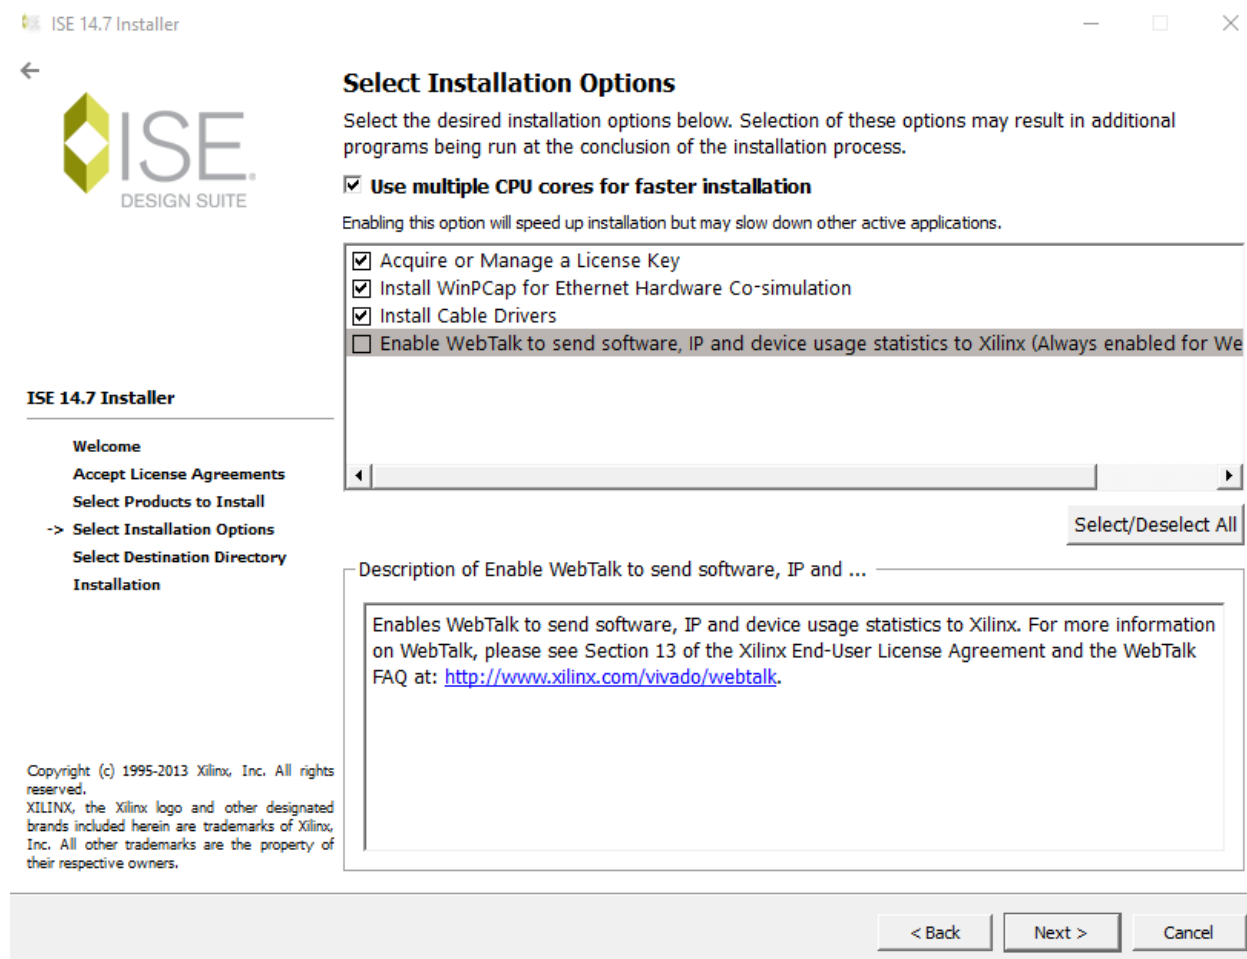 ISE 14.7 Installer
ISE.
DESIGN SUITE
Select Installation Options
Select the desired installation options below. Selection of these options may result in additional
programs being run at the conclusion of the installation process.
Use multiple CPU cores for faster installation
Enabling this option will speed up installation but may slow down other active applications.
Acquire or Manage a License Key
Install WinPCap for Ethernet Hardware Co-simulation
Install Cable Drivers
Enable WebTalk to send software, IP and device usage statistics to Xilinx (Always enabled for We
Select/Deselect All
ISE 14.7 Installer
Welcome
Accept License Agreements
Select Products to Install
-> Select Installation Options
Select Destination Directory
Installation
Description of Enable WebTalk to send software, IP and ...
Enables WebTalk to send software, IP and device usage statistics to Xilinx. For more information
on WebTalk, please see Section 13 of the Xilinx End-User License Agreement and the WebTalk
FAQ at: http://www.xilinx.com/vivado/webtalk.
Copyright (c) 1995-2013 Xilinx, Inc. All rights
reserved.
XILINX, the Xilinx logo and other designated
brands included herein are trademarks of Xilinx,
Inc. All other trademarks are the property of
their respective owners.
< Back
Next >
Cancel